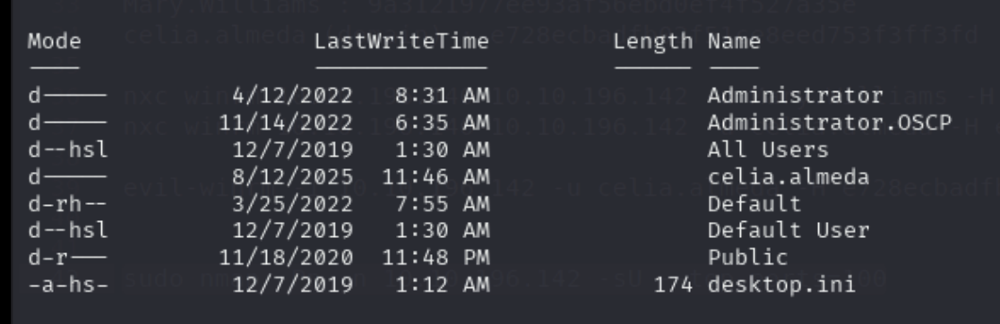 Mary.Williams : 9a3121977ee93af56ebd0ef4f527a35e
Mode LastWriteTime Length Name
---- ------------- ------ ----
d----- 4/12/2022 8:31 AM Administrator
d----- 11/14/2022 6:35 AM Administrator.OSCP
d--hsl 12/7/2019 1:30 AM All Users
d----- 8/12/2025 11:46 AM celia.almeda
d-rh-- 3/25/2022 7:55 AM Default
d--hsl 12/7/2019 1:30 AM Default User
d-r--- 11/18/2020 11:48 PM Public
-a-hs- 12/7/2019 1:12 AM 174 desktop.ini